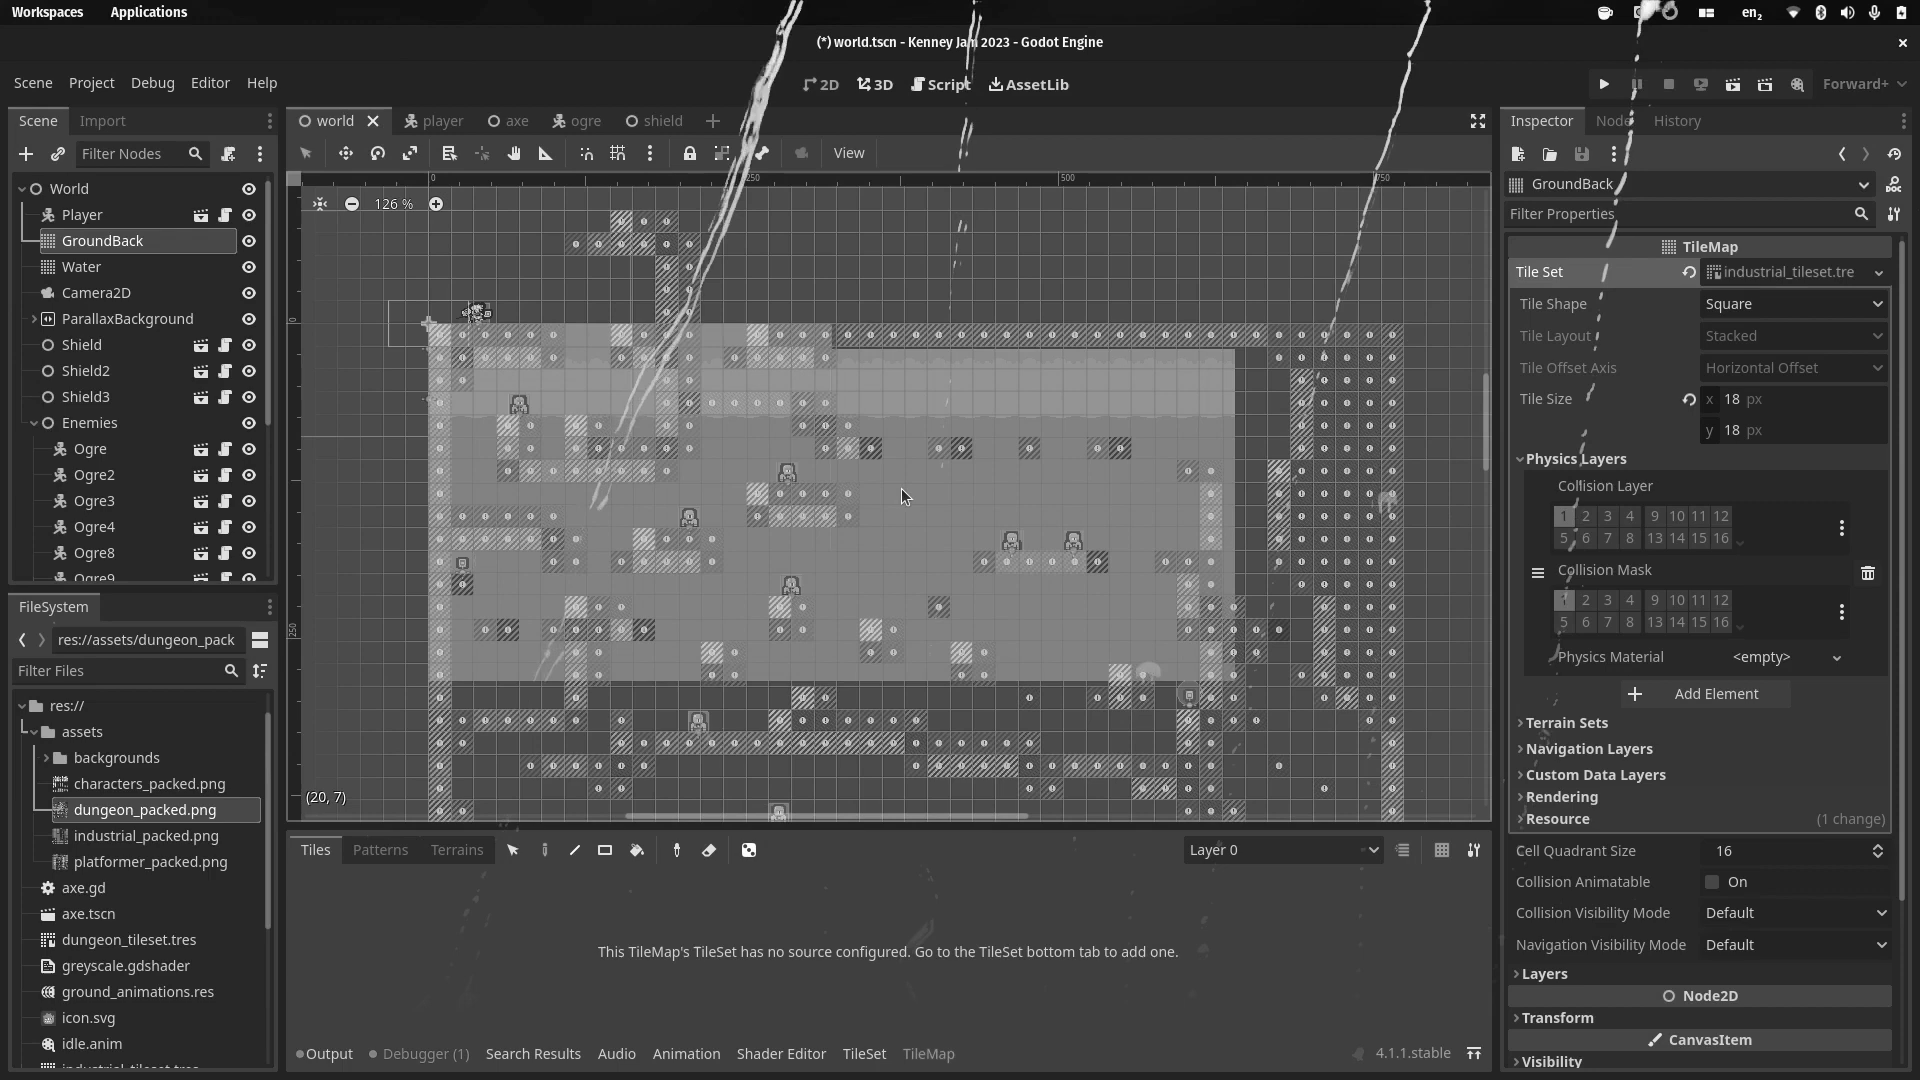 Workspaces Applications en2
(*) world.tscn - Kenney Jam 2023 - Godot Engine
Scene Project Debug Editor Help 2D 3D Script AssetLib Forward+
Scene Import
world player axe ogre shield
Inspector Node History
Filter Nodes
View
World
Player
GroundBack
Water
Camera2D
ParallaxBackground
Shield
Shield2
Shield3
Enemies
Ogre
Ogre2
Ogre3
Ogre4
Ogre8
Ogre9
0 250 500 750
126 %
0
250
(20, 7)
GroundBack
Filter Properties
TileMap
Tile Set industrial_tileset.tre
Tile Shape Square
Tile Layout Stacked
Tile Offset Axis Horizontal Offset
Tile Size x 18 px
y 18 px
Physics Layers
Collision Layer
1 2 3 4 9 10 11 12
5 6 7 8 13 14 15 16
Collision Mask
1 2 3 4 9 10 11 12
5 6 7 8 13 14 15 16
Physics Material <empty>
Add Element
Terrain Sets
Navigation Layers
Custom Data Layers
Rendering
Resource (1 change)
Cell Quadrant Size 16
Collision Animatable On
Collision Visibility Mode Default
Navigation Visibility Mode Default
Layers
Node2D
Transform
CanvasItem
Visibility
FileSystem
res://assets/dungeon_pack
Filter Files
res://
assets
backgrounds
characters_packed.png
dungeon_packed.png
industrial_packed.png
platformer_packed.png
axe.gd
axe.tscn
dungeon_tileset.tres
greyscale.gdshader
ground_animations.res
icon.svg
idle.anim
industrial_tileset.tres
Tiles Patterns Terrains Layer 0
This TileMap's TileSet has no source configured. Go to the TileSet bottom tab to add one.
Output Debugger (1) Search Results Audio Animation Shader Editor TileSet TileMap 4.1.1.stable